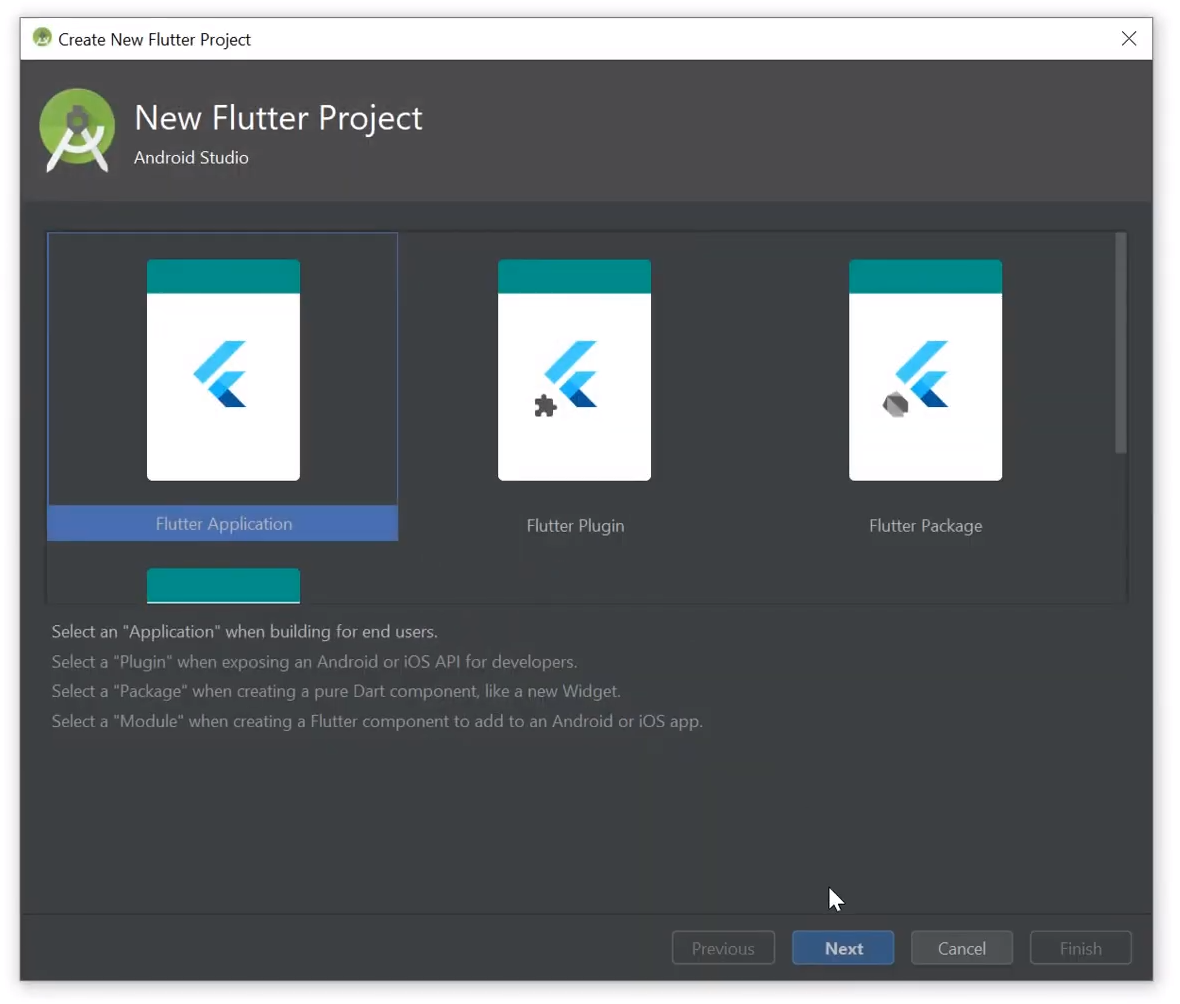 Create New Flutter Project
New Flutter Project
Android Studio
Flutter Application
Flutter Plugin
Flutter Package
Select an "Application" when building for end users.
Select a "Plugin" when exposing an Android or iOS API for developers.
Select a "Package" when creating a pure Dart component, like a new Widget.
Select a "Module" when creating a Flutter component to add to an Android or iOS app.
Previous
Next
Cancel
Finish